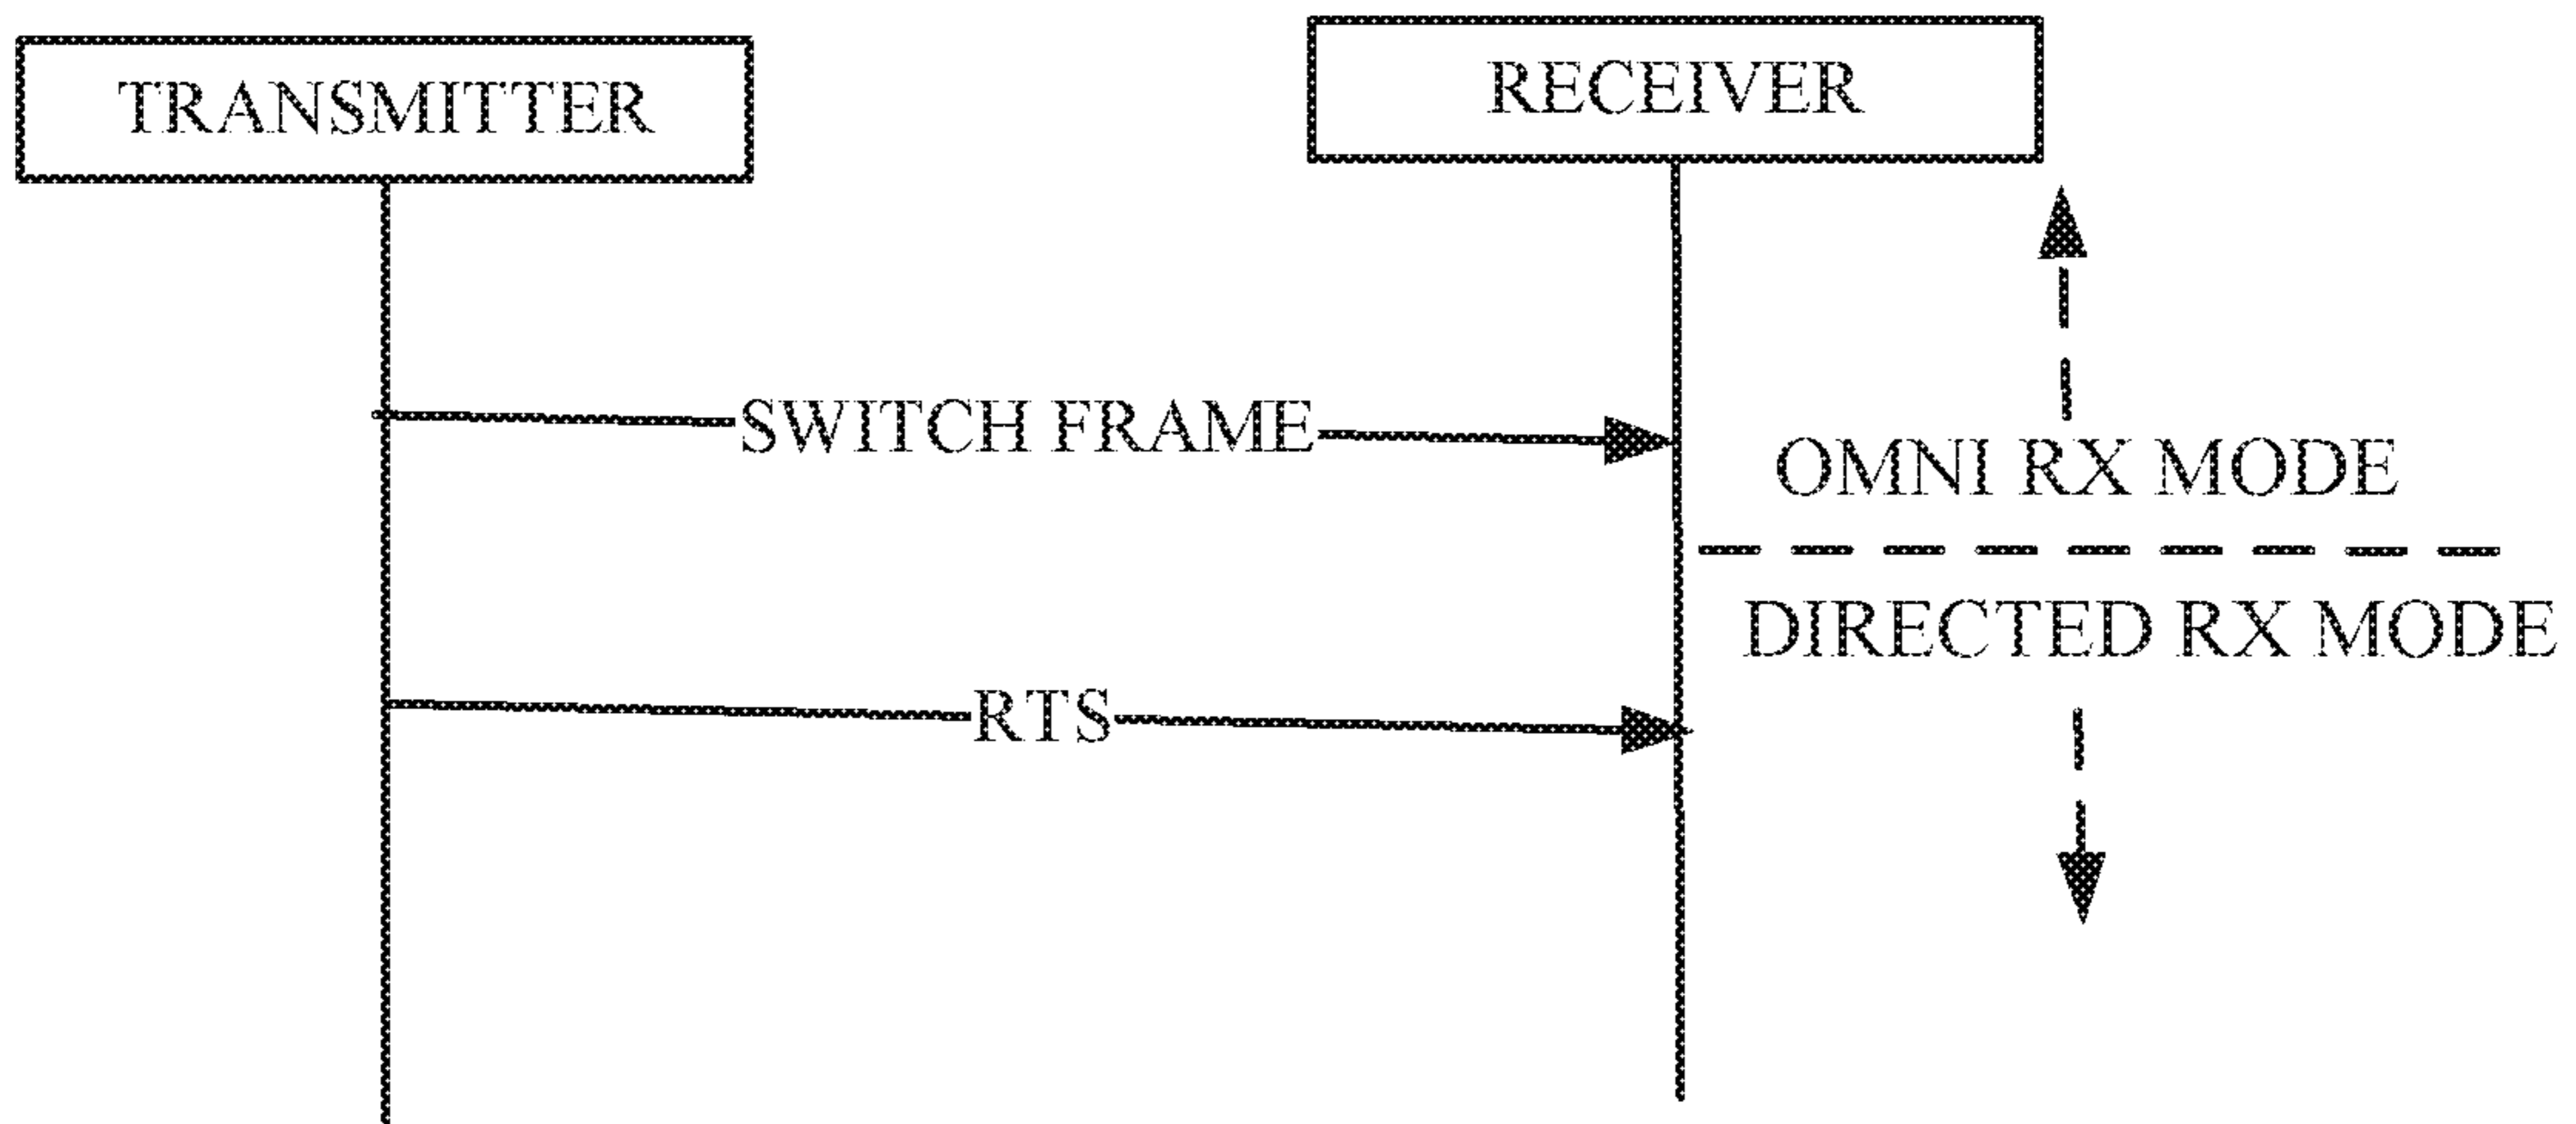 TRANSMITTER
RECEIVER
SWITCH FRAME
OMNI RX MODE
DIRECTED RX MODE
RTS